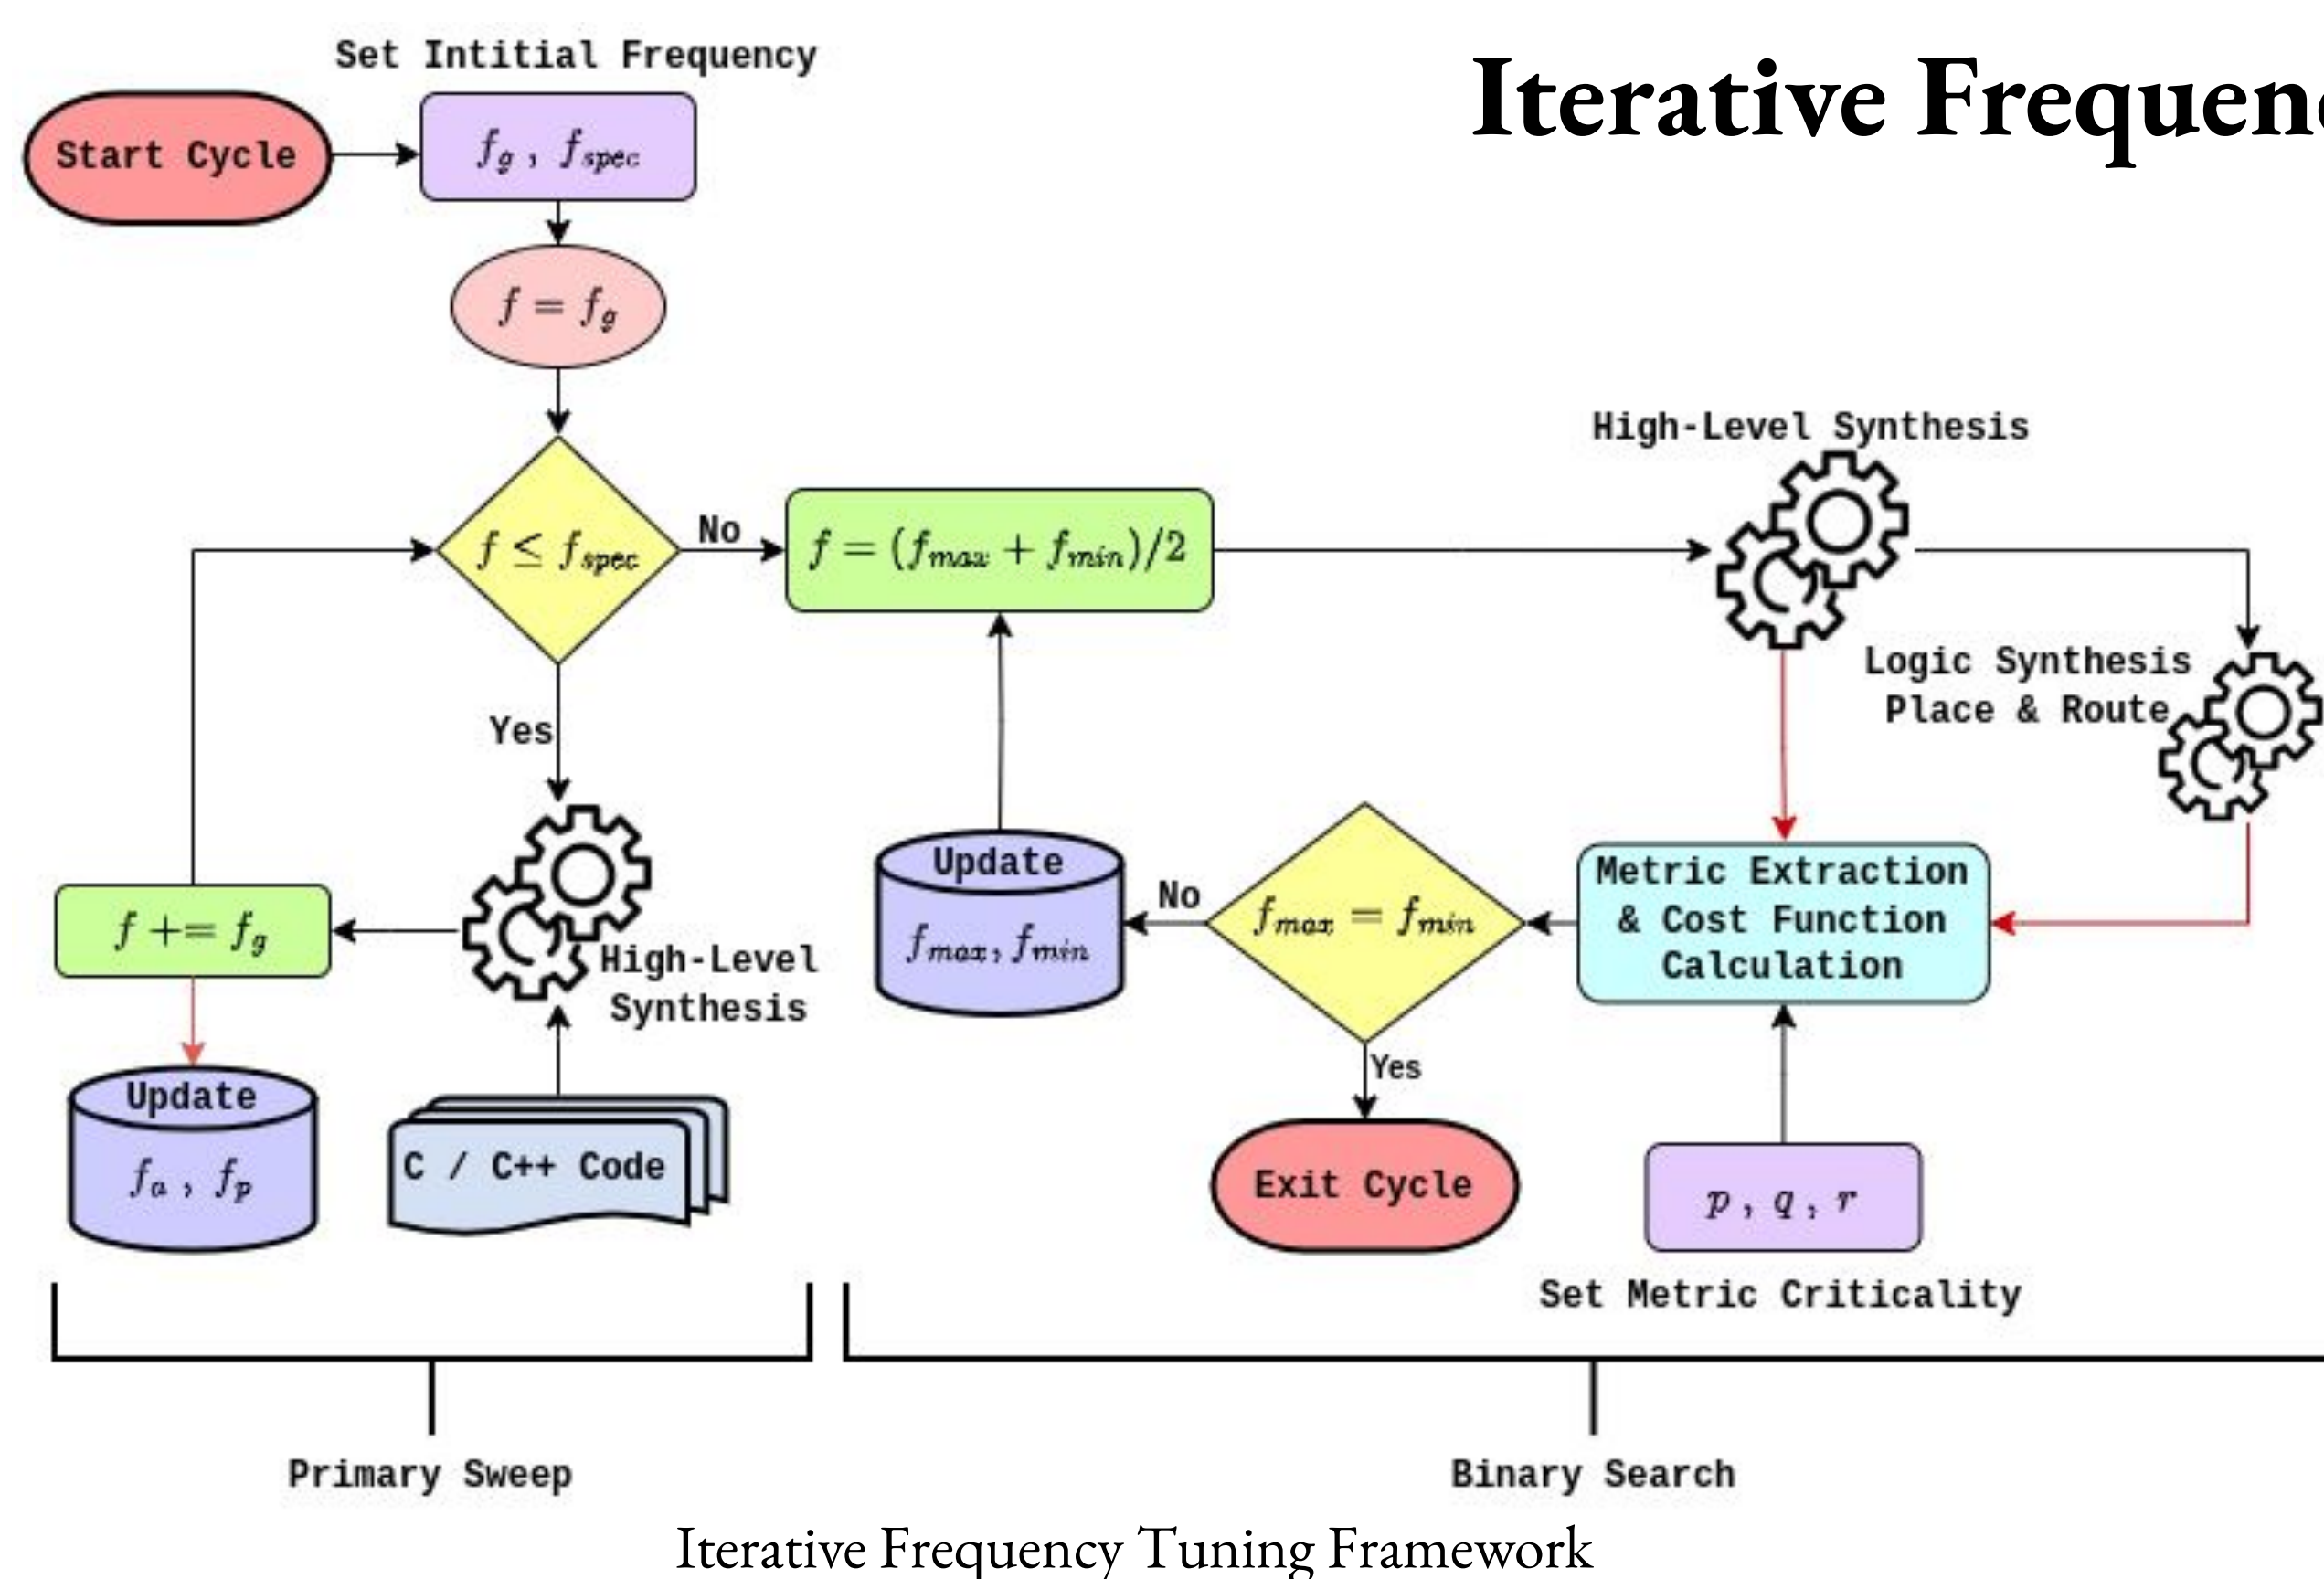 Iterative Frequenc
Set Intitial Frequency
Start Cycle
f_g , f_spec
f = f_g
f ≤ f_spec
No
f = (f_max + f_min)/2
High-Level Synthesis
Logic Synthesis
Place & Route
Yes
f += f_g
High-Level
Synthesis
Update
f_a , f_p
C / C++ Code
Update
f_max, f_min
No
f_max = f_min
Yes
Exit Cycle
Metric Extraction
& Cost Function
Calculation
p , q , r
Set Metric Criticality
Primary Sweep
Binary Search
Iterative Frequency Tuning Framework